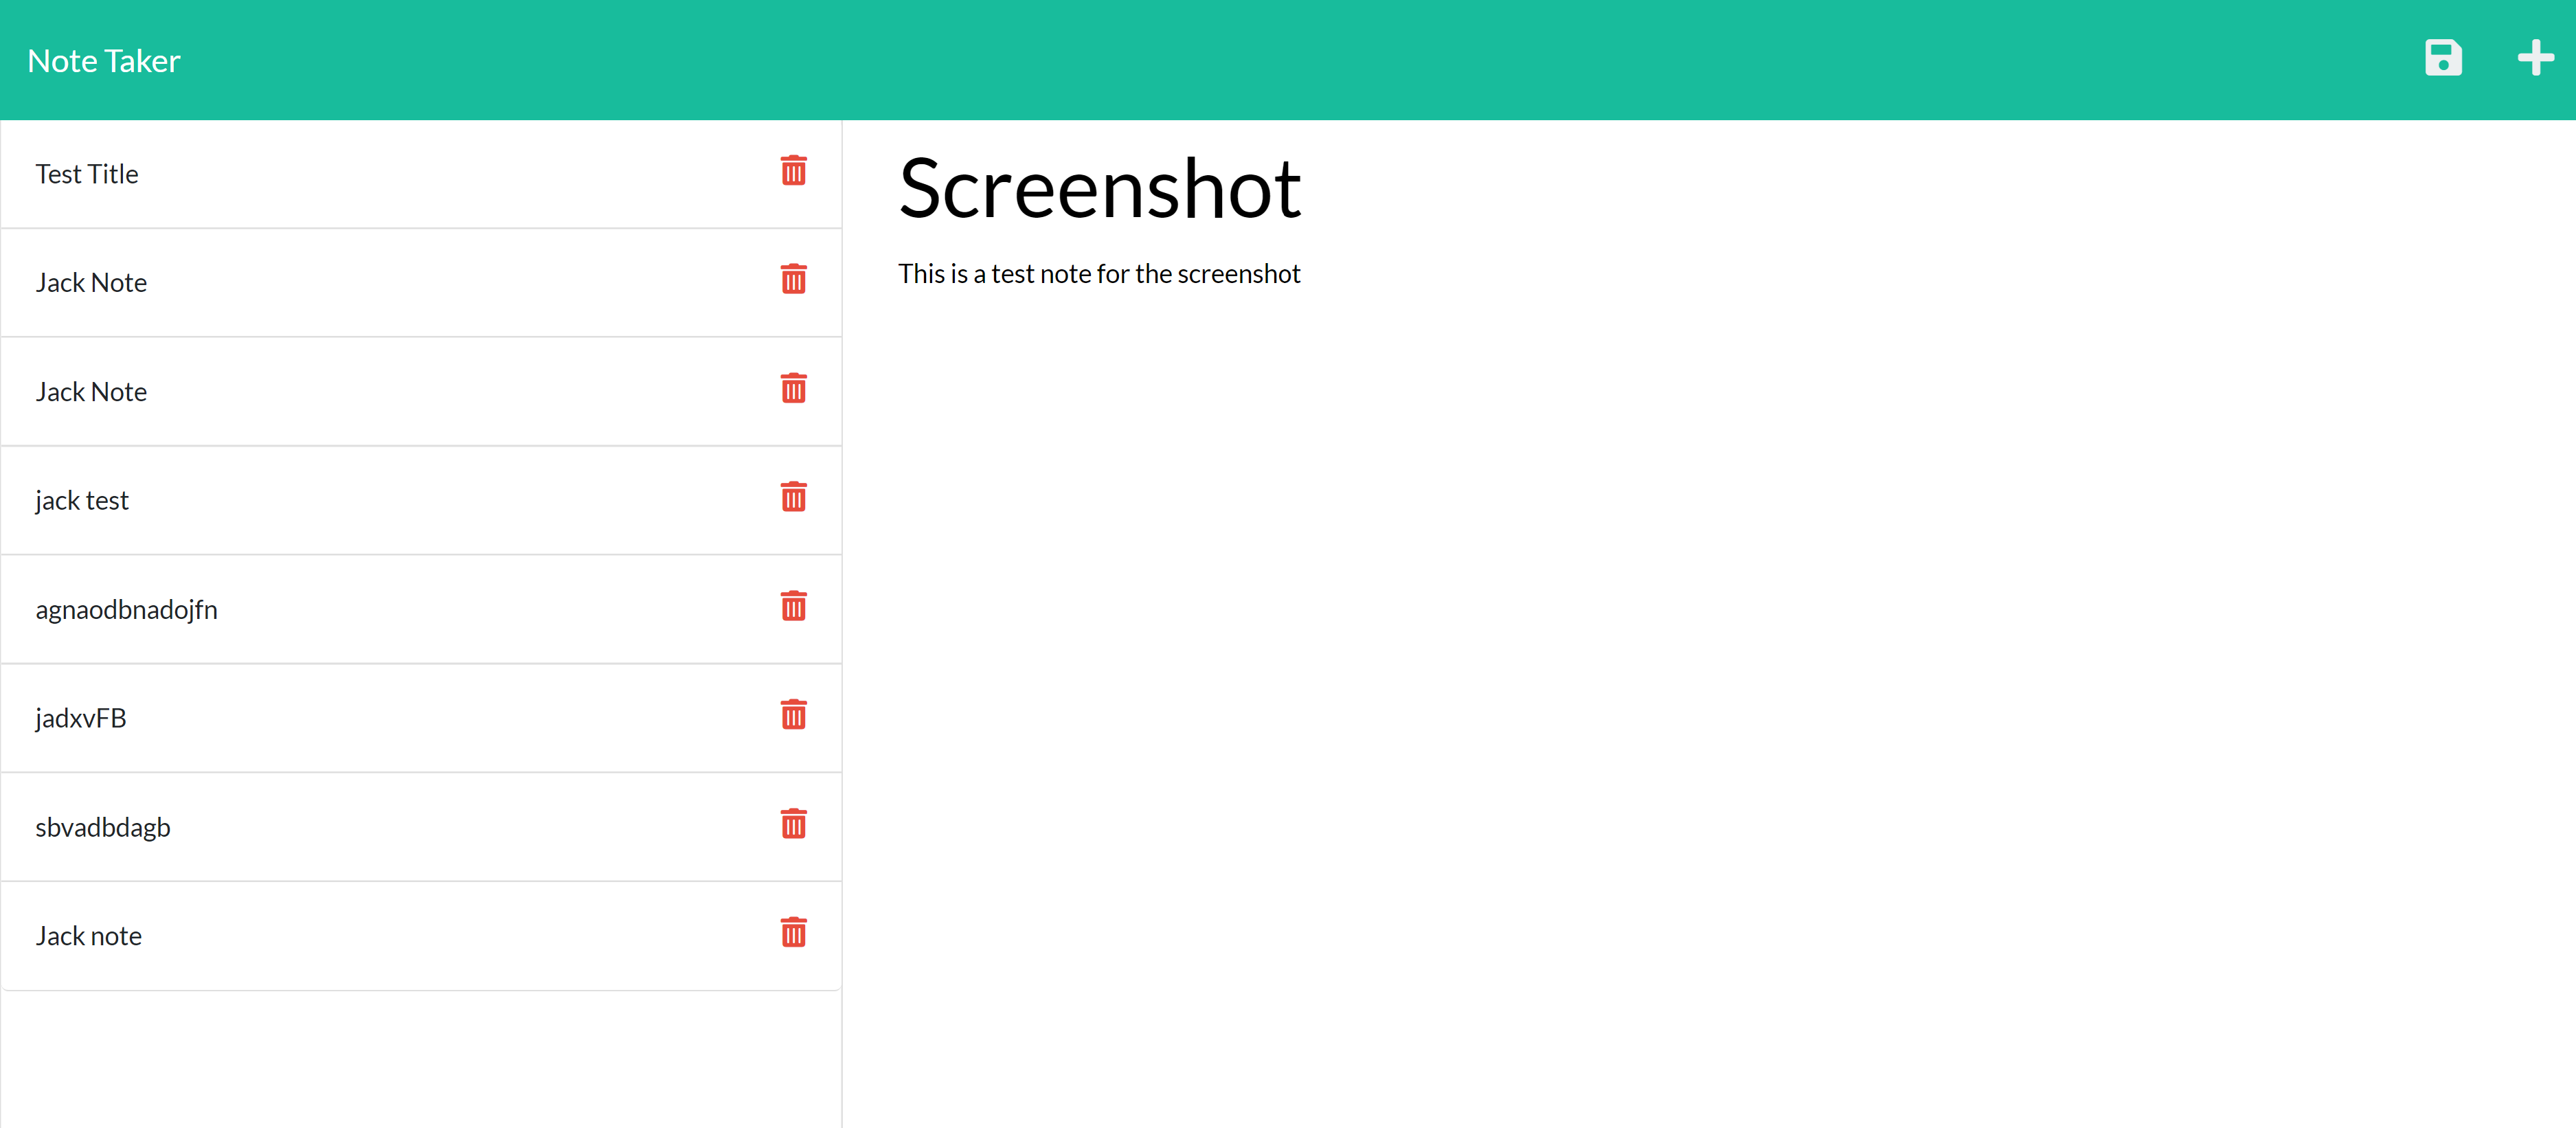 Note Taker
Test Title
Jack Note
Jack Note
jack test
agnaodbnadojfn
jadxvFB
sbvadbdagb
Jack note
Screenshot
This is a test note for the screenshot